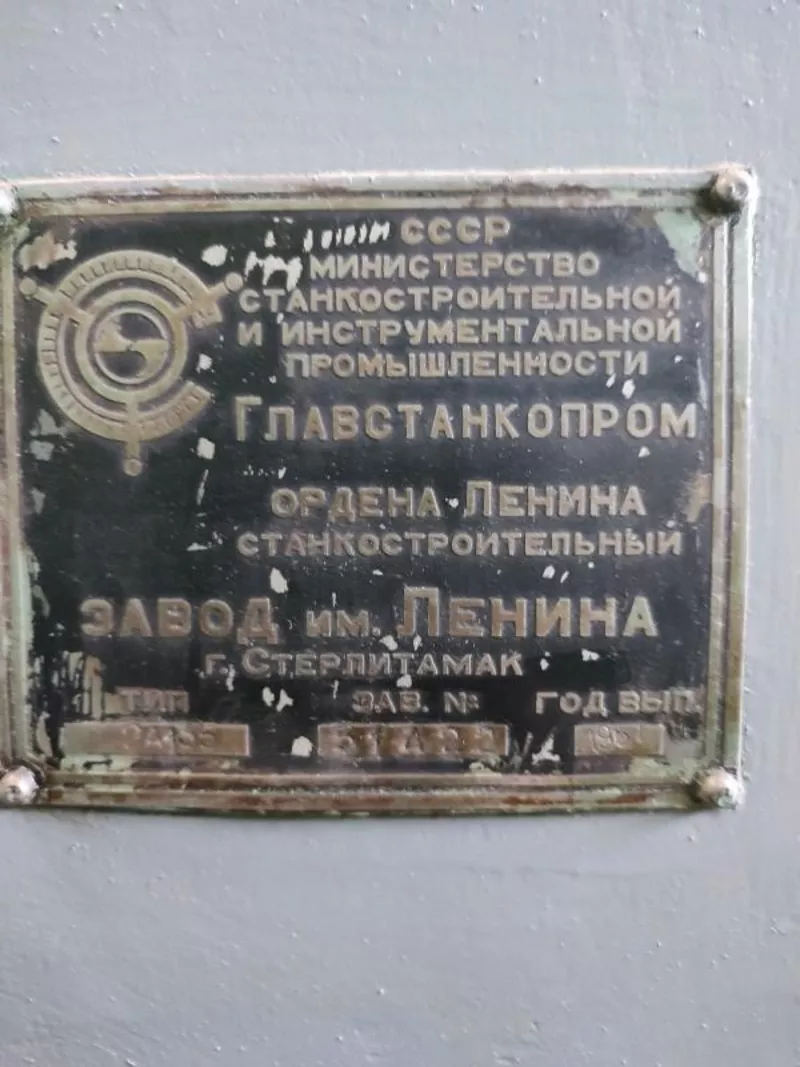 СССР
МИНИСТЕРСТВО
СТАНКОСТРОИТЕЛЬНОЙ
И ИНСТРУМЕНТАЛЬНОЙ
ПРОМЫШЛЕННОСТИ
ГЛАВСТАНКОПРОМ
ОРДЕНА ЛЕНИНА
СТАНКОСТРОИТЕЛЬНЫЙ
ЗАВОД ИМ. ЛЕНИНА
Г. СТЕРЛИТАМАК
ТИП ЗАВ. № ГОД ВЫП.